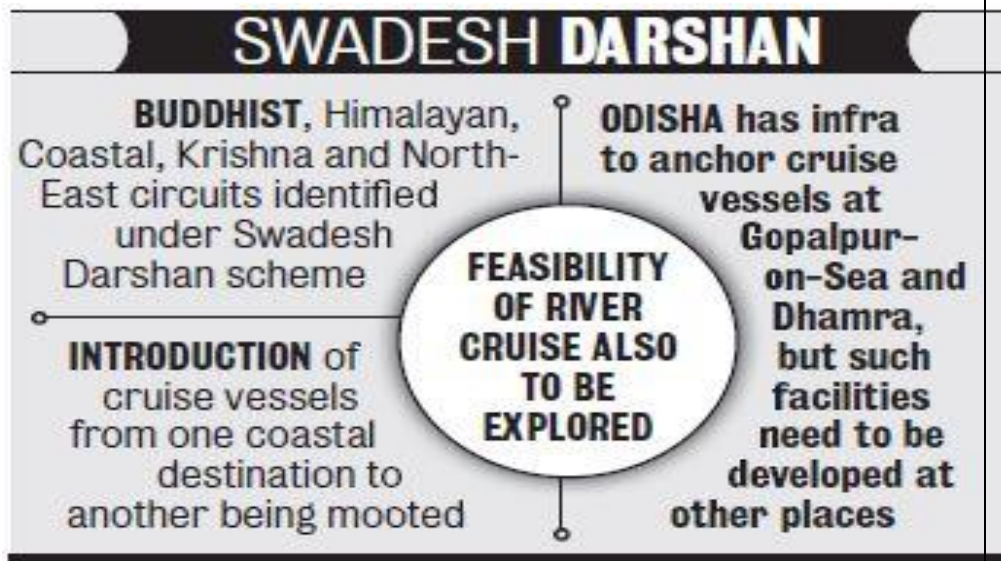 SWADESH DARSHAN
BUDDHIST, Himalayan,
Coastal, Krishna and North-
East circuits identified
under Swadesh
Darshan scheme
INTRODUCTION of
cruise vessels
from one coastal
destination to
another being mooted
FEASIBILITY
OF RIVER
CRUISE ALSO
TO BE
EXPLORED
ODISHA has infra
to anchor cruise
vessels at
Gopalpur-
on-Sea and
Dhamra,
but such
facilities
need to be
developed at
other places